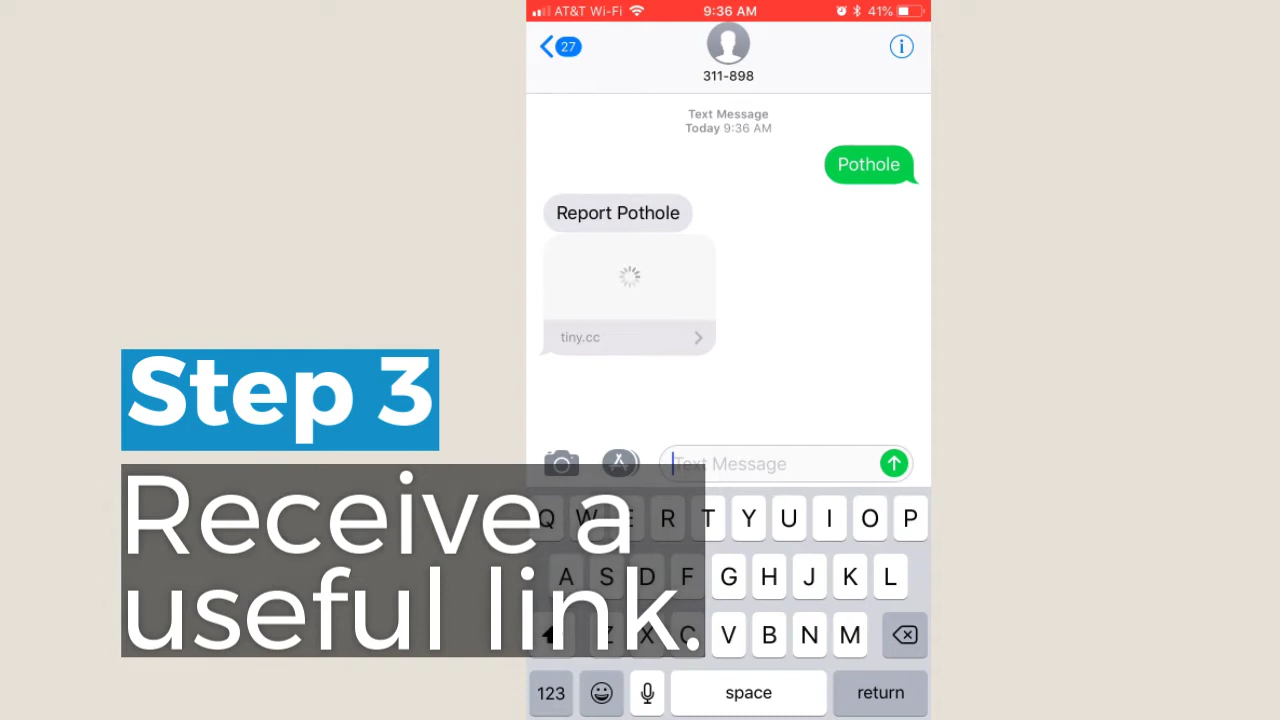 AT&T Wi-Fi 9:36 AM 41%
27
311-898
Text Message
Today 9:36 AM
Pothole
Report Pothole
tiny.cc
Step 3
Text Message
Receive a
useful link.
Q W E R T Y U I O P
A S D F G H J K L
Z X C V B N M
123 space return